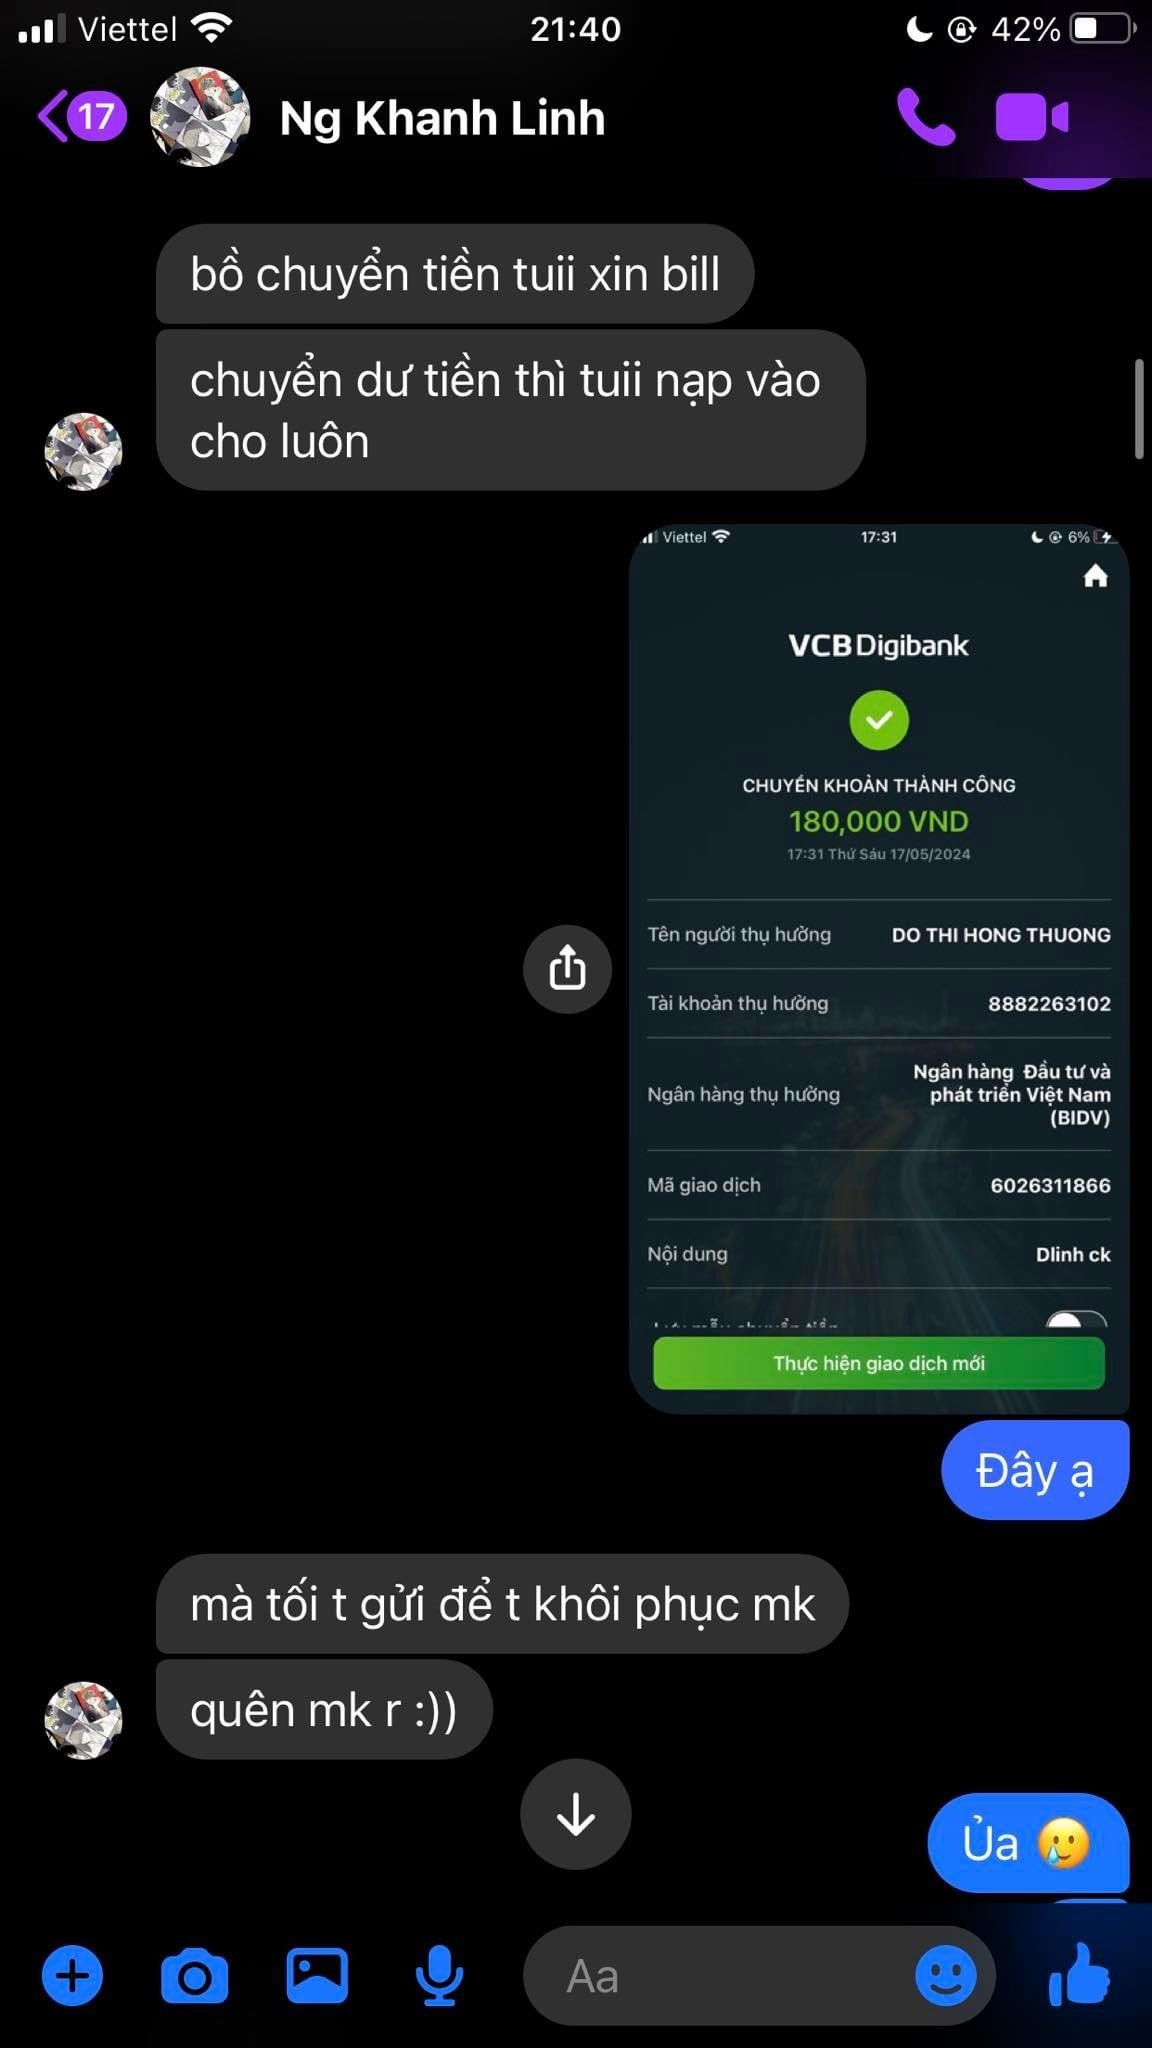 Viettel 21:40 42%
17 Ng Khanh Linh
bồ chuyển tiền tuii xin bill
chuyển dư tiền thì tuii nạp vào
cho luôn
Viettel 17:31 6%
VCB Digibank
CHUYỂN KHOẢN THÀNH CÔNG
180,000 VND
17:31 Thứ Sáu 17/05/2024
Tên người thụ hưởng DO THI HONG THUONG
Tài khoản thụ hưởng 8882263102
Ngân hàng thụ hưởng Ngân hàng Đầu tư và
phát triển Việt Nam
(BIDV)
Mã giao dịch 6026311866
Nội dung Dlinh ck
Lưu mẫu chuyển tiền
Thực hiện giao dịch mới
Đây ạ
mà tối t gửi để t khôi phục mk
quên mk r :))
Ủa 🥲
Aa